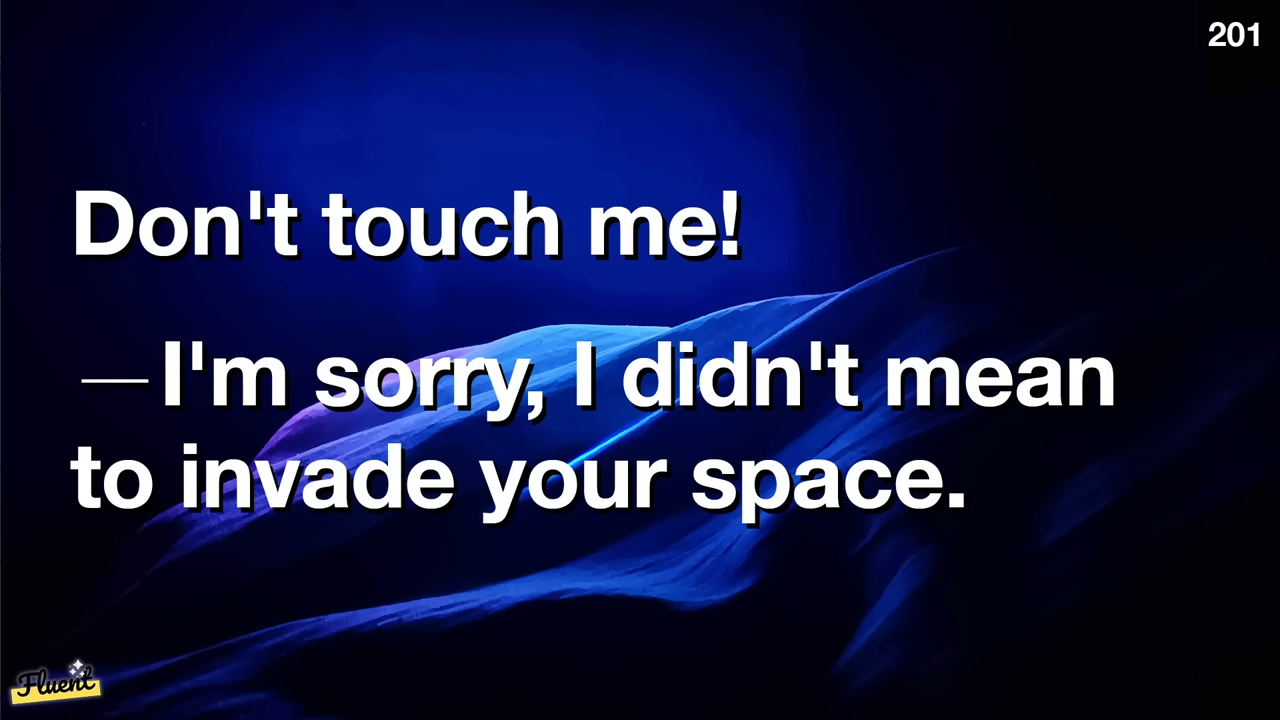 201
Don't touch me!
— I'm sorry, I didn't mean
to invade your space.
Fluent